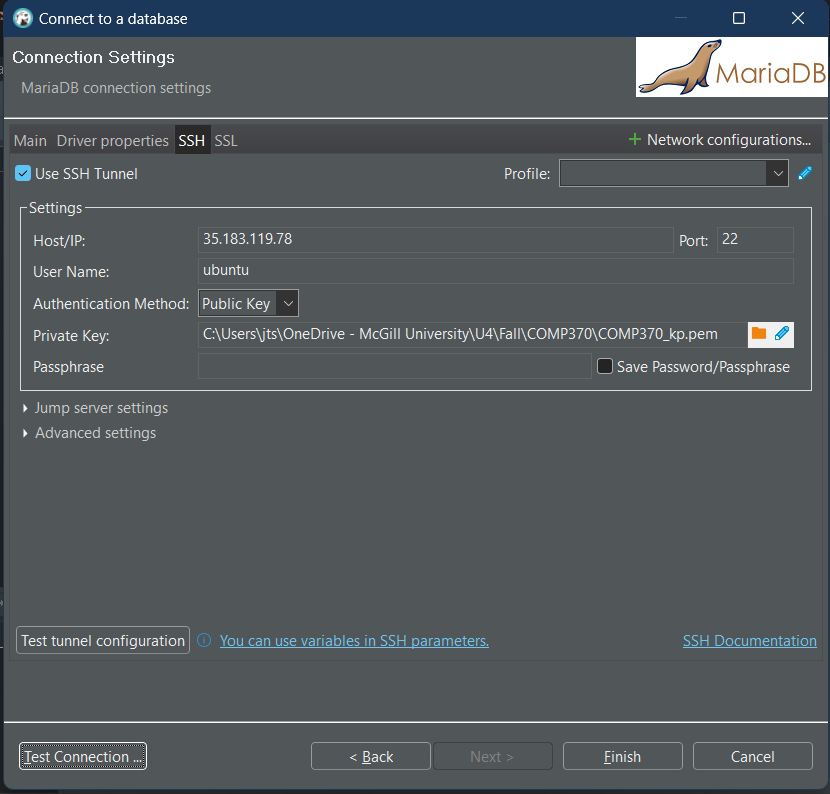 Connect to a database
Connection Settings
MariaDB connection settings
MariaDB
Main Driver properties SSH SSL
Network configurations...
Use SSH Tunnel
Profile:
Settings
Host/IP: 35.183.119.78 Port: 22
User Name: ubuntu
Authentication Method: Public Key
Private Key: C:\Users\jts\OneDrive - McGill University\U4\Fall\COMP370\COMP370_kp.pem
Passphrase Save Password/Passphrase
Jump server settings
Advanced settings
Test tunnel configuration You can use variables in SSH parameters. SSH Documentation
Test Connection ... < Back Next > Finish Cancel